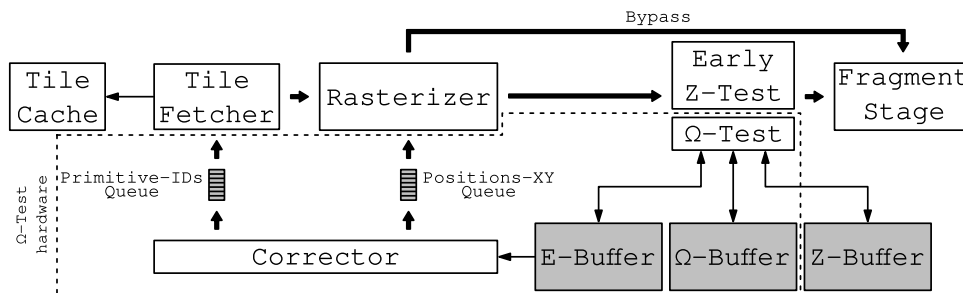 Bypass
Tile
Cache
Tile
Fetcher
Rasterizer
Early
Z-Test
Fragment
Stage
Ω-Test
Ω-Test
hardware
Primitive-IDs
Queue
Positions-XY
Queue
Corrector
E-Buffer
Ω-Buffer
Z-Buffer